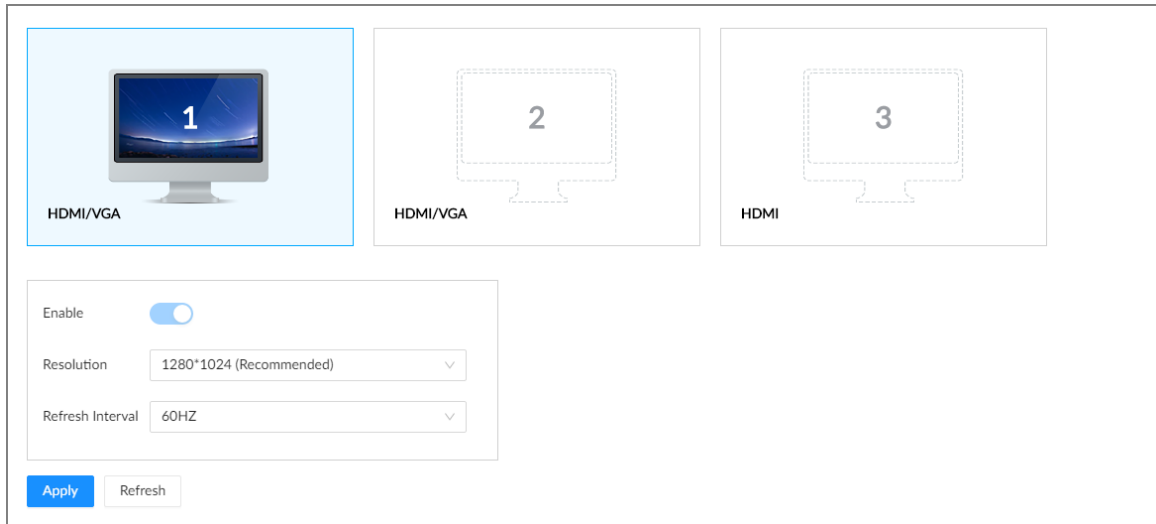 1
2
3
HDMI/VGA
HDMI/VGA
HDMI
Enable
Resolution
1280*1024 (Recommended)
Refresh Interval
60HZ
Apply
Refresh